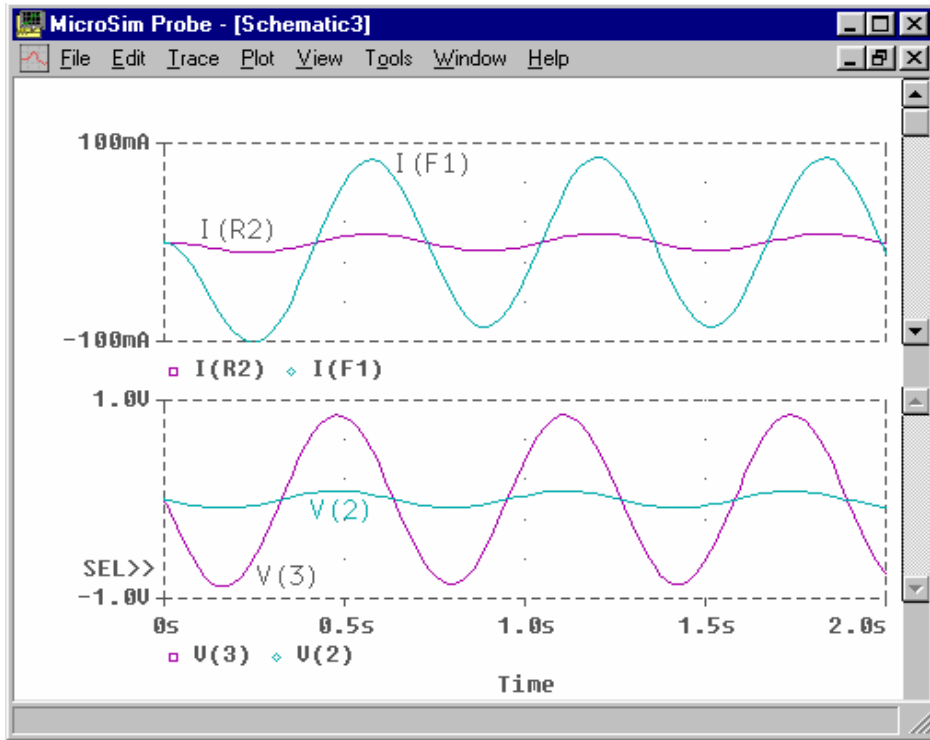 MicroSim Probe - [Schematic3]
File Edit Trace Plot View Tools Window Help
100mA
I(F1)
I(R2)
-100mA
I(R2) I(F1)
1.0V
V(2)
SEL>>
V(3)
-1.0V
0s 0.5s 1.0s 1.5s 2.0s
V(3) V(2)
Time